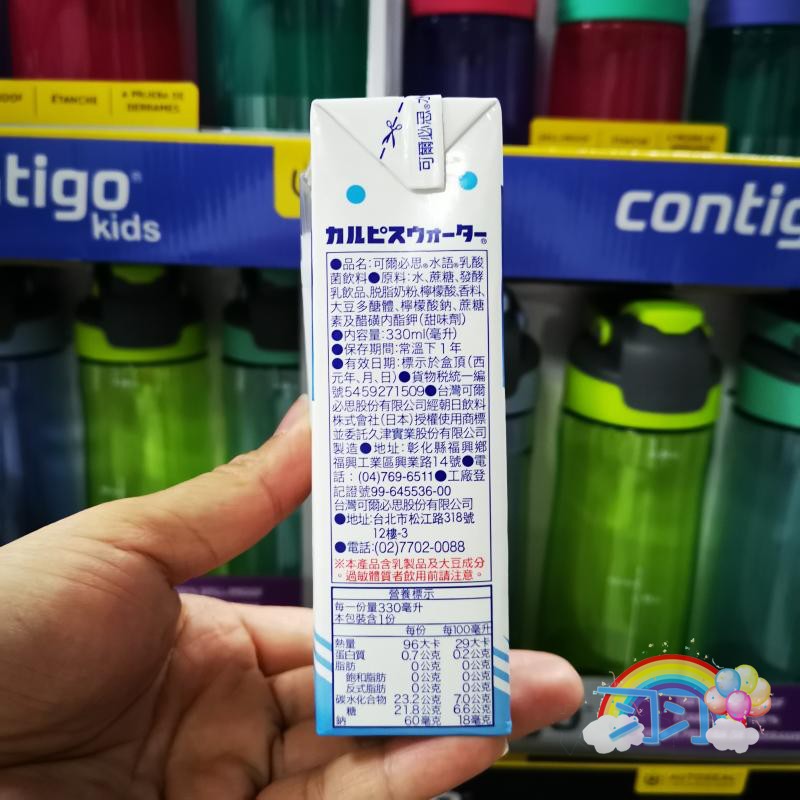 OOF
ÉTANCHE
A PRUEBA DE
DERRAMES
ntigo
kids
contig
可爾必思®水
カルピスウォーター®
●品名:可爾必思®水語®乳酸
菌飲料●原料:水、蔗糖、發酵
乳飲品、脫脂奶粉、檸檬酸、香料、
大豆多醣體、檸檬酸鈉、蔗糖
素及醋磺內酯鉀(甜味劑)
●內容量:330ml(毫升)
●保存期間:常溫下1年
●有效日期:標示於盒頂(西
元年、月、日)●貨物稅統一編
號5459271509●台灣可爾
必思股份有限公司經朝日飲料
株式會社(日本)授權使用商標
並委託久津實業股份有限公司
製造●地址:彰化縣福興鄉
福興工業區興業路14號●電
話:(04)769-6511●工廠登
記證號99-645536-00
台灣可爾必思股份有限公司
●地址:台北市松江路318號
12樓-3
●電話:(02)7702-0088
※本產品含乳製品及大豆成分,
過敏體質者飲用前請注意。
營養標示
每一份量330毫升
本包裝含1份
每份 每100毫升
熱量 96大卡 29大卡
蛋白質 0.7公克 0.2公克
脂肪 0公克 0公克
飽和脂肪 0公克 0公克
反式脂肪 0公克 0公克
碳水化合物 23.2公克 7.0公克
糖 21.8公克 6.6公克
鈉 60毫克 18毫克